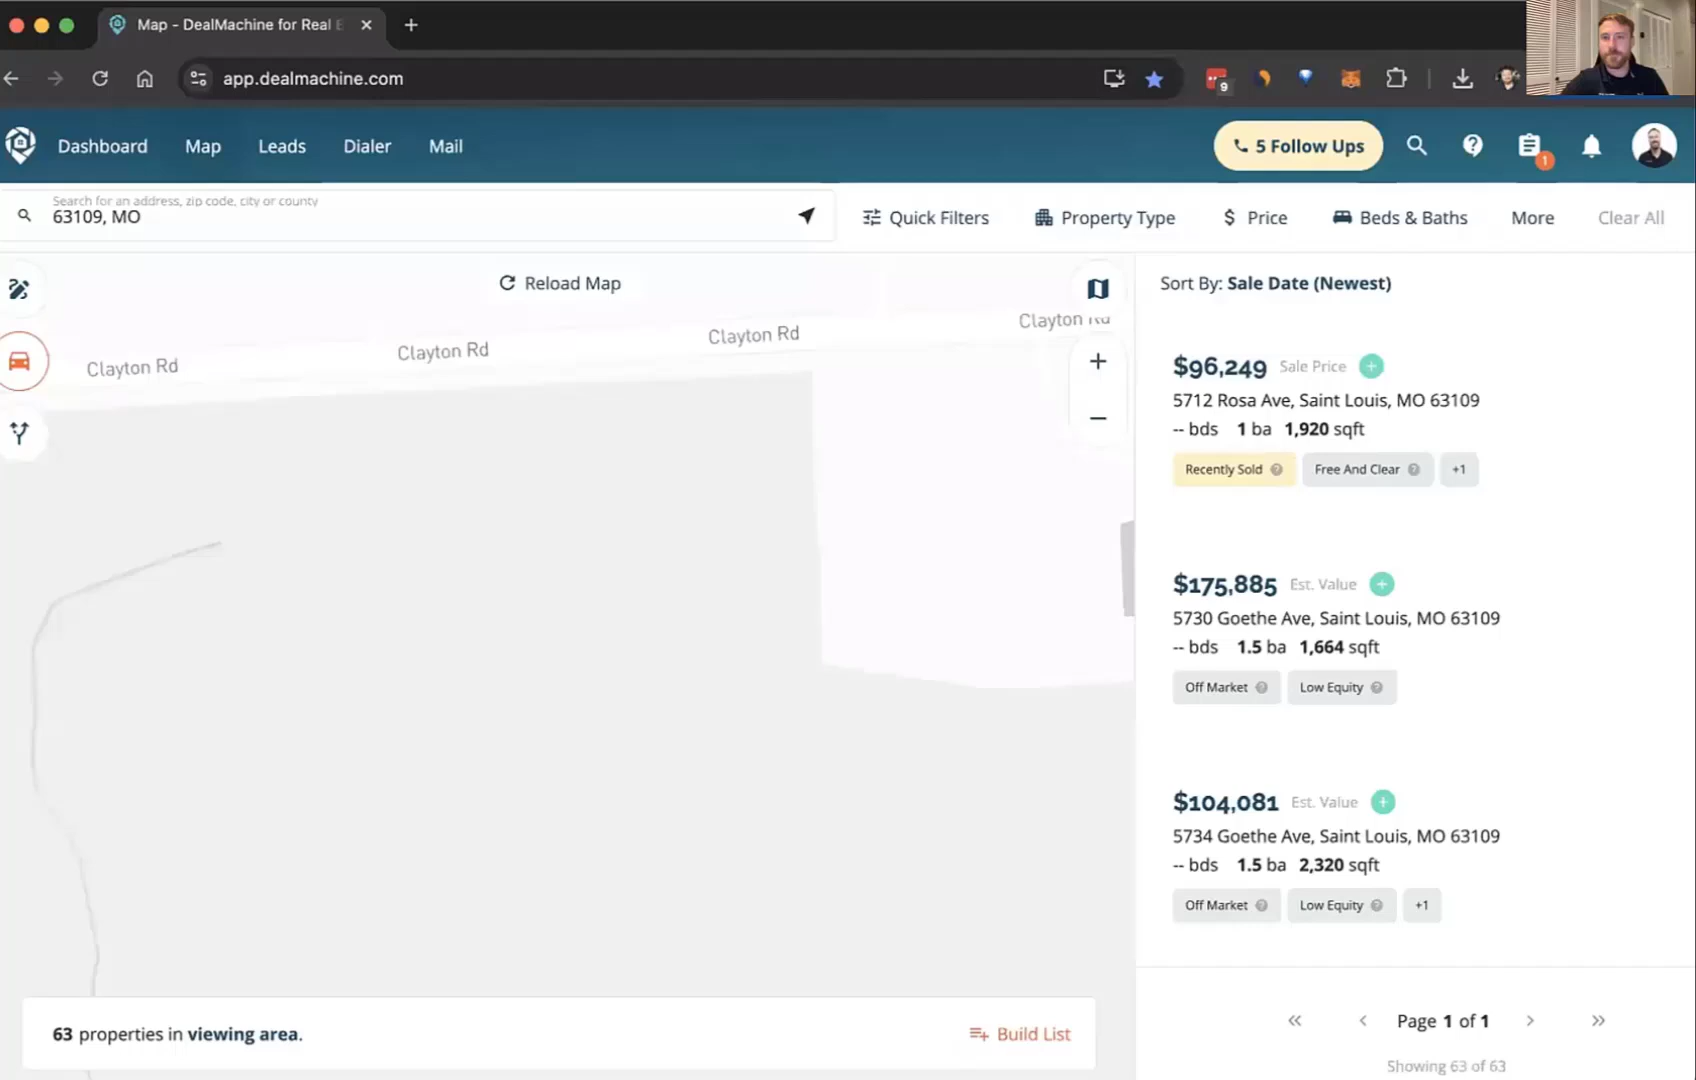 Map - DealMachine for Real E
app.dealmachine.com
9
Dashboard
Map
Leads
Dialer
Mail
5 Follow Ups
1
Search for an address, zip code, city or county
63109, MO
Quick Filters
Property Type
Price
Beds & Baths
More
Clear All
Reload Map
Clayton Rd
Clayton Rd
Clayton Rd
Clayton Rd
Sort By: Sale Date (Newest)
$96,249 Sale Price
5712 Rosa Ave, Saint Louis, MO 63109
-- bds 1 ba 1,920 sqft
Recently Sold Free And Clear +1
$175,885 Est. Value
5730 Goethe Ave, Saint Louis, MO 63109
-- bds 1.5 ba 1,664 sqft
Off Market Low Equity
$104,081 Est. Value
5734 Goethe Ave, Saint Louis, MO 63109
-- bds 1.5 ba 2,320 sqft
Off Market Low Equity +1
63 properties in viewing area.
Build List
Page 1 of 1
Showing 63 of 63